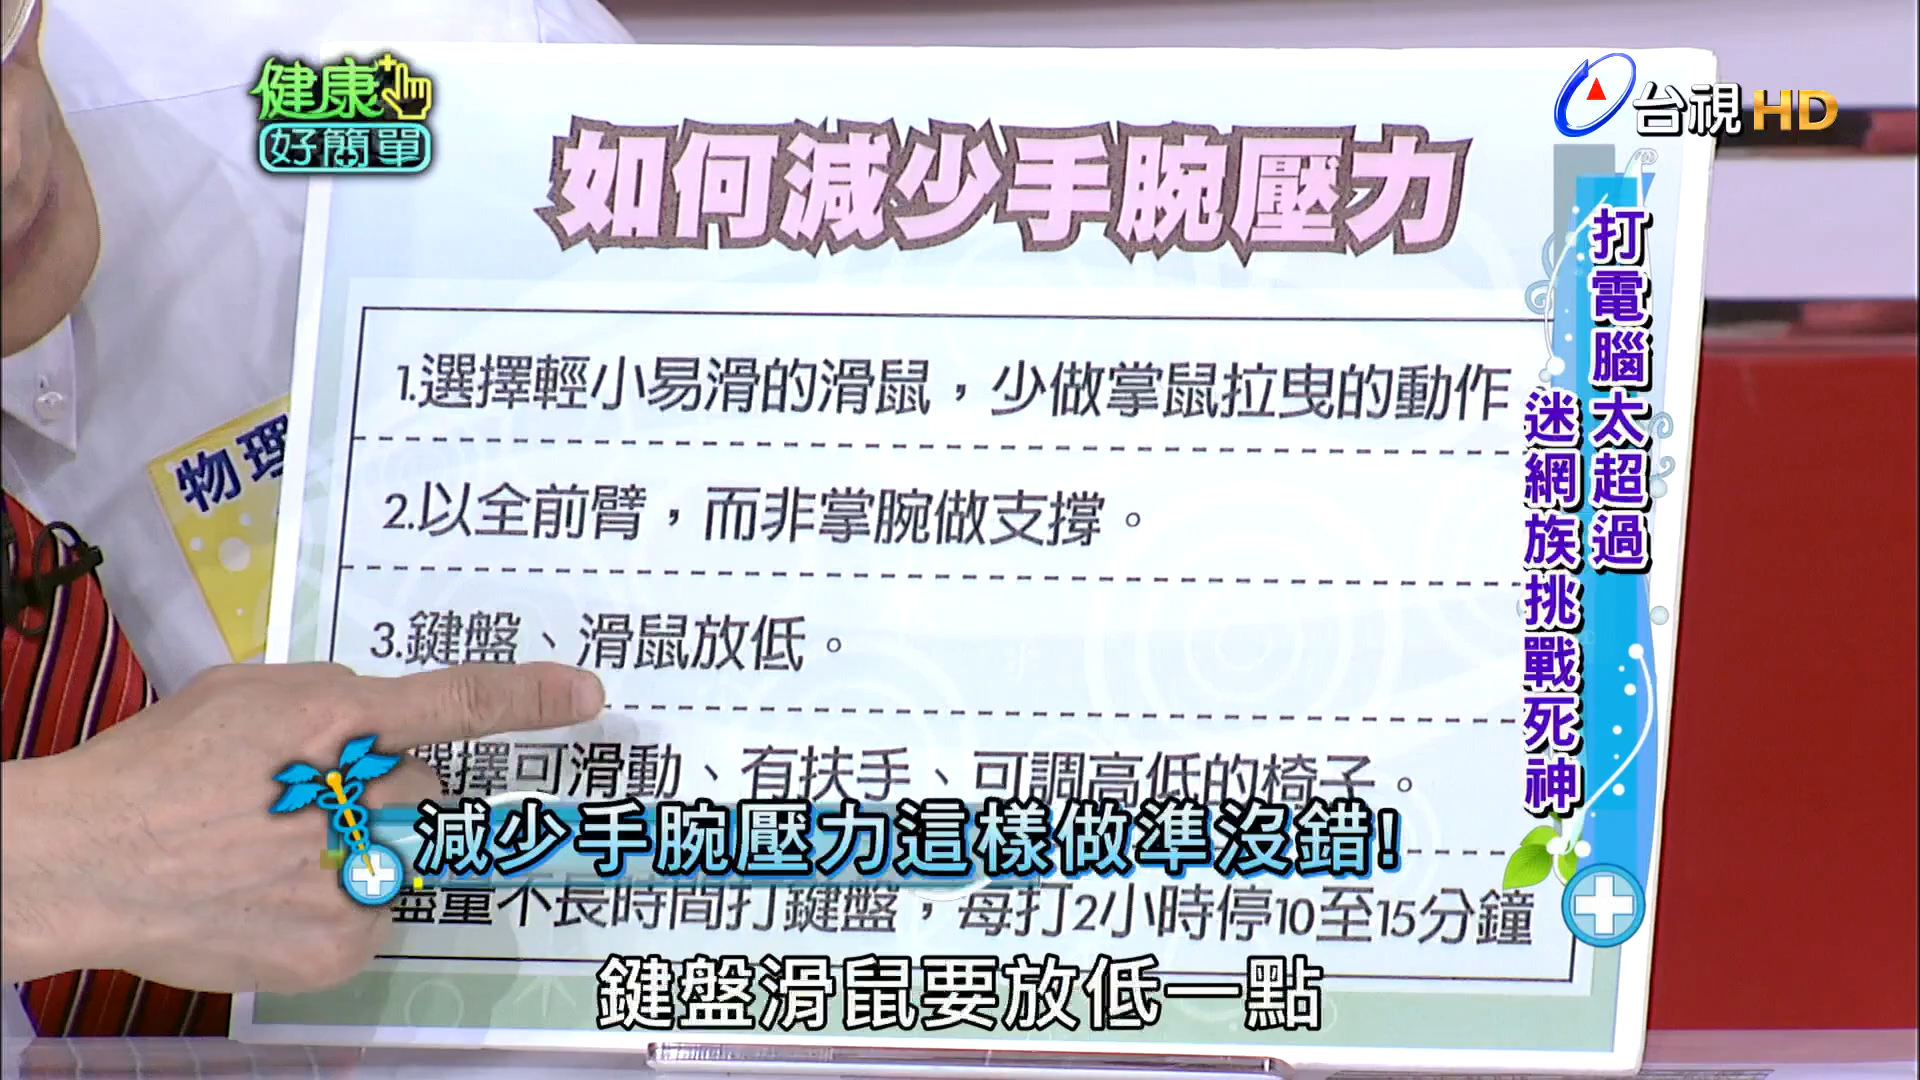 健康
好簡單
台視 HD
如何減少手腕壓力
打電腦太超過
迷網族挑戰死神
1.選擇輕小易滑的滑鼠，少做掌鼠拉曳的動作
2.以全前臂，而非掌腕做支撐。
物理
3.鍵盤、滑鼠放低。
選擇可滑動、有扶手、可調高低的椅子。
減少手腕壓力這樣做準沒錯!
儘量不長時間打鍵盤，每打2小時停10至15分鐘
鍵盤滑鼠要放低一點